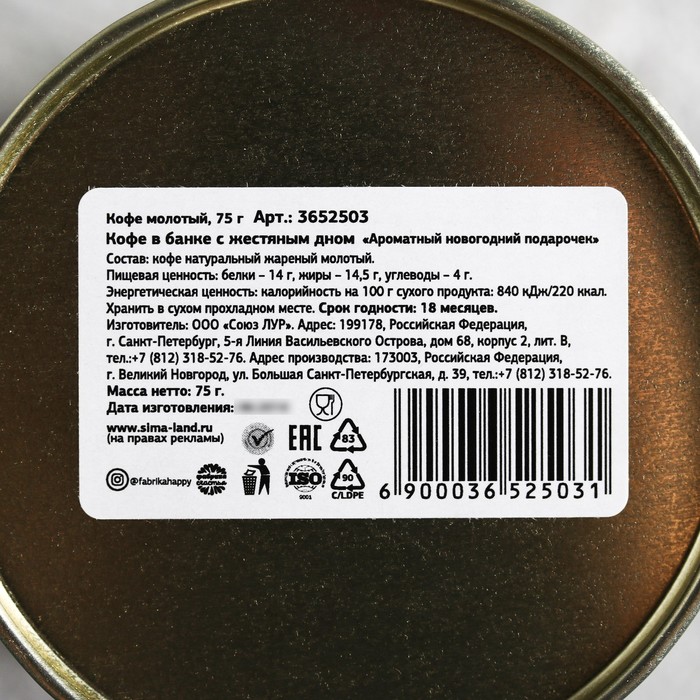 Кофе молотый, 75 г Арт.: 3652503
Кофе в банке с жестяным дном «Ароматный новогодний подарочек»
Состав: кофе натуральный жареный молотый.
Пищевая ценность: белки – 14 г, жиры – 14,5 г, углеводы – 4 г.
Энергетическая ценность: калорийность на 100 г сухого продукта: 840 кДж/220 ккал.
Хранить в сухом прохладном месте. Срок годности: 18 месяцев.
Изготовитель: ООО «Союз ЛУР». Адрес: 199178, Российская Федерация,
г. Санкт-Петербург, 5-я Линия Васильевского Острова, дом 68, корпус 2, лит. В,
тел.:+7 (812) 318-52-76. Адрес производства: 173003, Российская Федерация,
г. Великий Новгород, ул. Большая Санкт-Петербургская, д. 39, тел.:+7 (812) 318-52-76.
Масса нетто: 75 г.
Дата изготовления:
www.sima-land.ru
(на правах рекламы)
EAC
83
@fabrikahappy
фабрика счастья
ISO
9001
90
C/LDPE
6 900036 525031